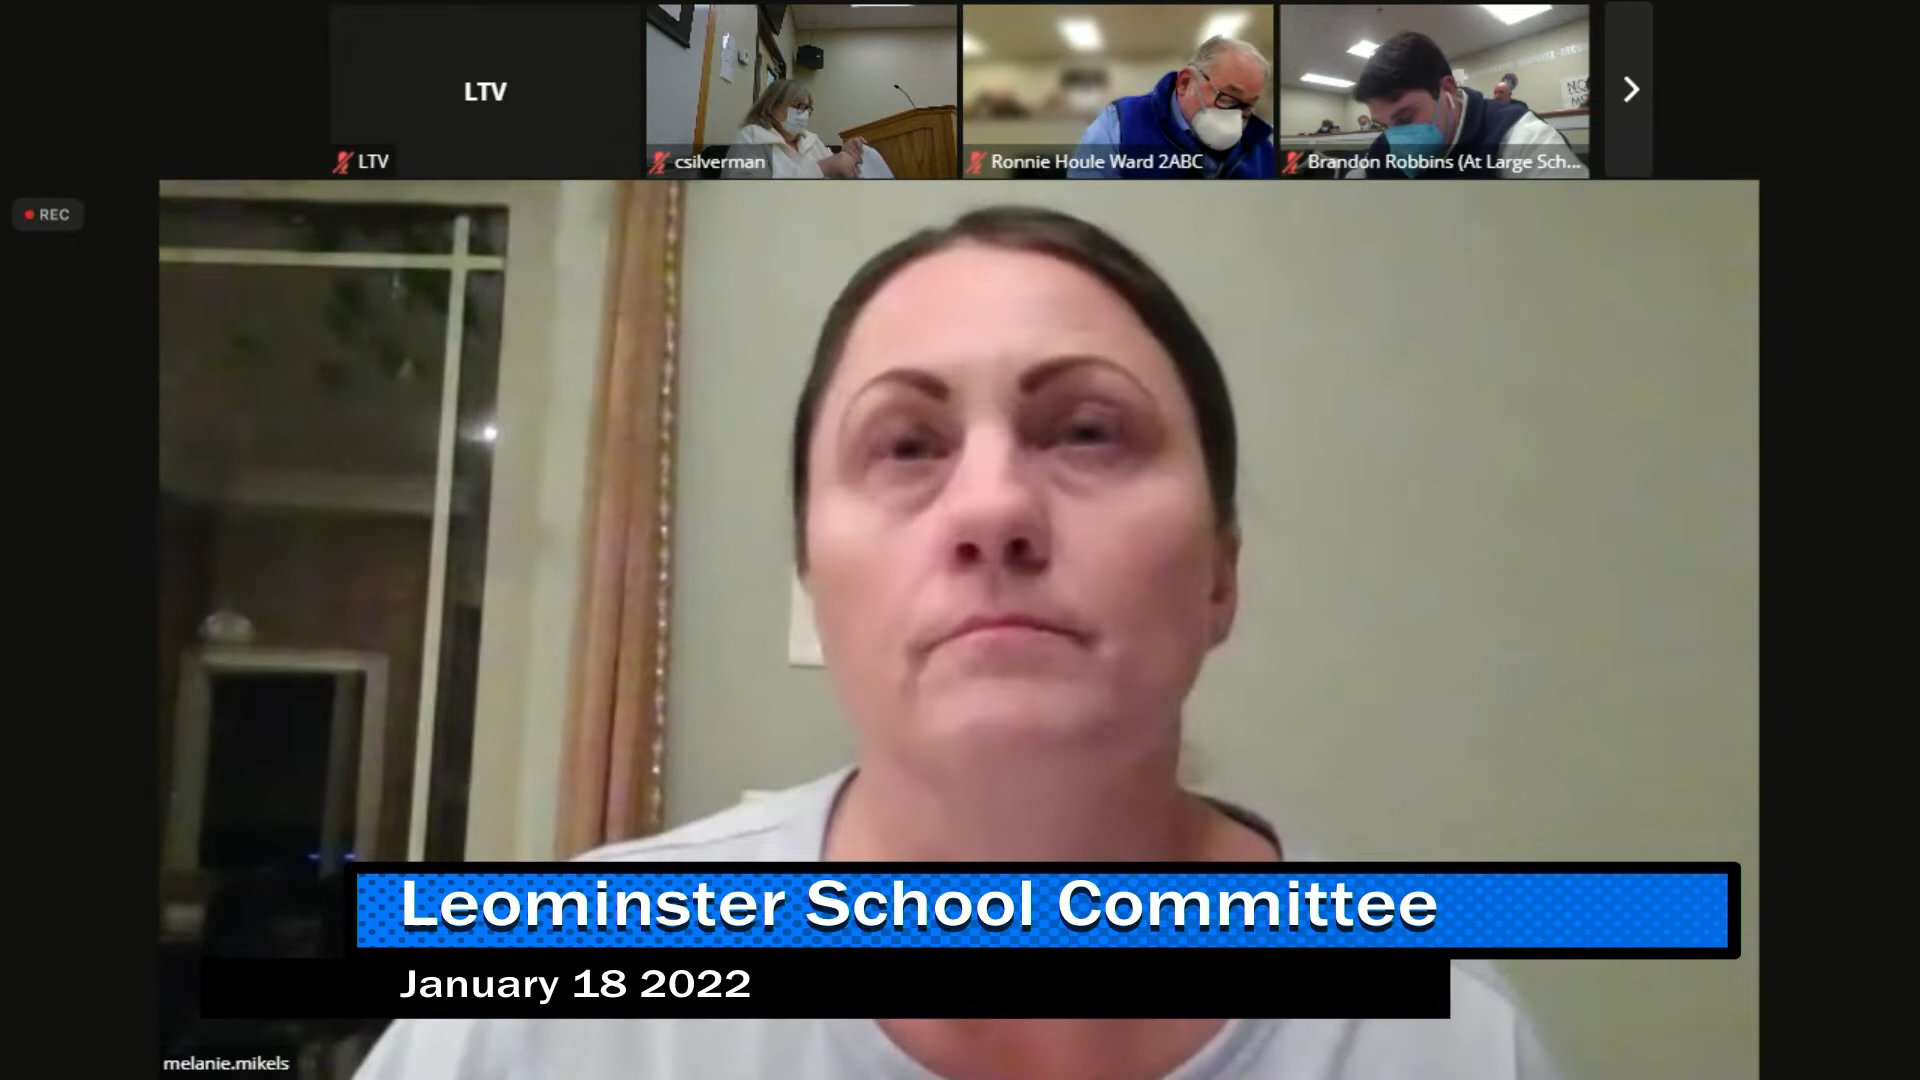 LTV
LTV
csilverman
Ronnie Houle Ward 2ABC
Brandon Robbins (At Large Sch...
REC
Leominster School Committee
January 18 2022
melanie.mikels